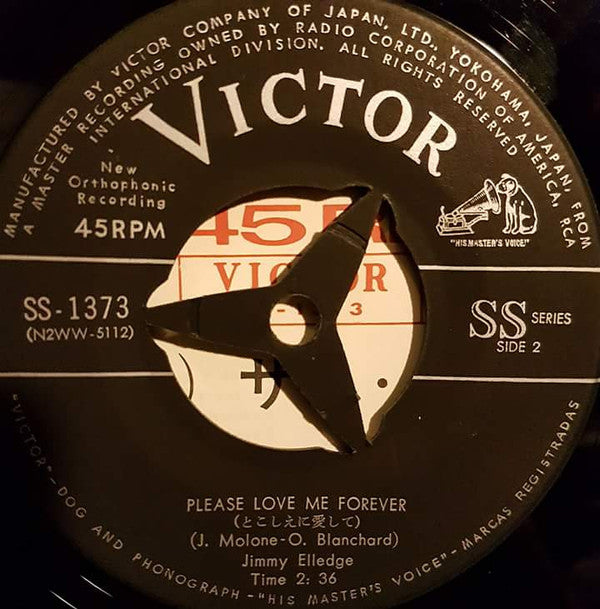 MANUFACTURED BY VICTOR COMPANY OF JAPAN, LTD., YOKOHAMA, JAPAN, FROM
A MASTER RECORDING OWNED BY RADIO CORPORATION OF AMERICA, RCA
INTERNATIONAL DIVISION. ALL RIGHTS RESERVED
VICTOR
New
Orthophonic
Recording
45RPM
"HIS MASTER'S VOICE"
SS-1373
(N2WW-5112)
SS SERIES
SIDE 2
45
3
サ
PLEASE LOVE ME FOREVER
(とこしえに愛して)
(J. Molone-O. Blanchard)
Jimmy Elledge
Time 2: 36
"VICTOR"-DOG AND PHONOGRAPH-"HIS MASTER'S VOICE"-MARCAS REGISTRADAS